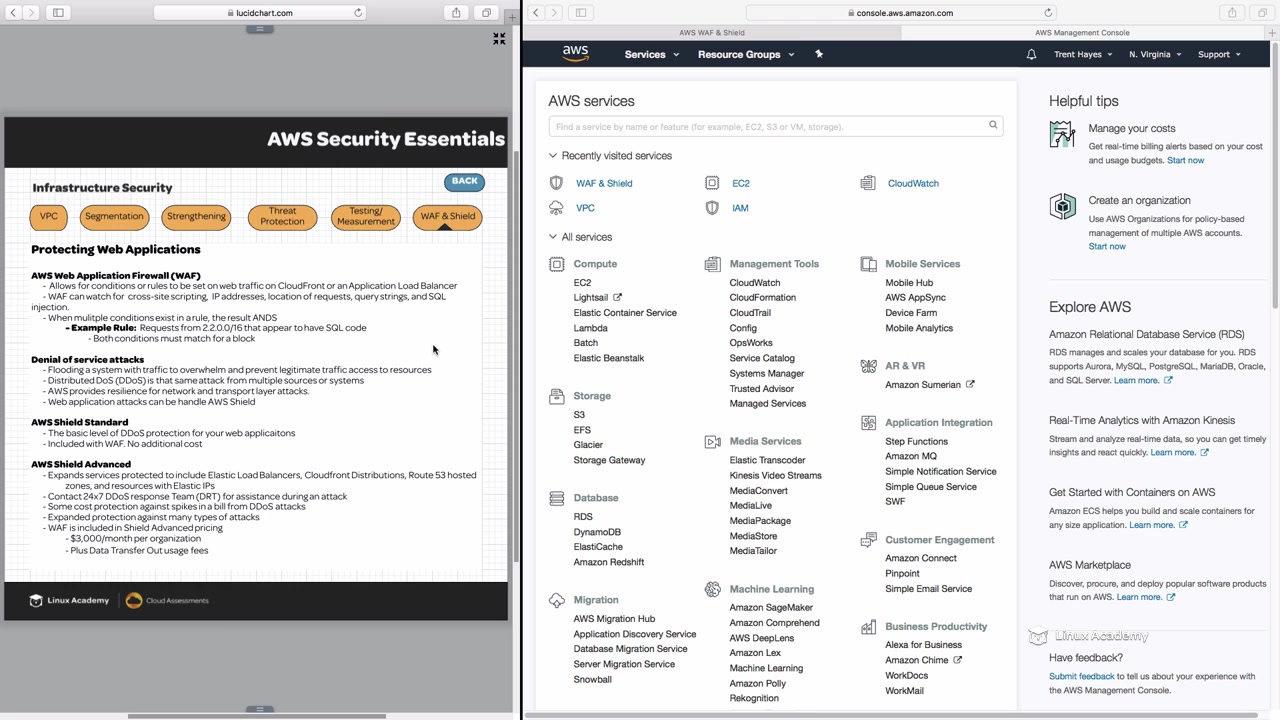 lucidchart.com
AWS Security Essentials
Infrastructure Security
BACK
VPC
Segmentation
Strengthening
Threat
Protection
Testing/
Measurement
WAF & Shield
Protecting Web Applications
AWS Web Application Firewall (WAF)
- Allows for conditions or rules to be set on web traffic on CloudFront or an Application Load Balancer
- WAF can watch for cross-site scripting, IP addresses, location of requests, query strings, and SQL
injection.
- When mulitple conditions exist in a rule, the result ANDS
- Example Rule: Requests from 2.2.0.0/16 that appear to have SQL code
- Both conditions must match for a block
Denial of service attacks
- Flooding a system with traffic to overwhelm and prevent legitimate traffic access to resources
- Distributed DoS (DDoS) is that same attack from multiple sources or systems
- AWS provides resilience for network and transport layer attacks.
- Web application attacks can be handle AWS Shield
AWS Shield Standard
- The basic level of DDoS protection for your web applicaitons
- Included with WAF. No additional cost
AWS Shield Advanced
- Expands services protected to include Elastic Load Balancers, Cloudfront Distributions, Route 53 hosted
zones, and resources with Elastic IPs
- Contact 24x7 DDoS response Team (DRT) for assistance during an attack
- Some cost protection against spikes in a bill from DDoS attacks
- Expanded protection against many types of attacks
- WAF is included in Shield Advanced pricing
- $3,000/month per organization
- Plus Data Transfer Out usage fees
Linux Academy
Cloud Assessments
console.aws.amazon.com
AWS WAF & Shield
AWS Management Console
aws
Services
Resource Groups
Trent Hayes
N. Virginia
Support
AWS services
Find a service by name or feature (for example, EC2, S3 or VM, storage).
Recently visited services
WAF & Shield
EC2
CloudWatch
VPC
IAM
All services
Compute
EC2
Lightsail
Elastic Container Service
Lambda
Batch
Elastic Beanstalk
Storage
S3
EFS
Glacier
Storage Gateway
Database
RDS
DynamoDB
ElastiCache
Amazon Redshift
Migration
AWS Migration Hub
Application Discovery Service
Database Migration Service
Server Migration Service
Snowball
Management Tools
CloudWatch
CloudFormation
CloudTrail
Config
OpsWorks
Service Catalog
Systems Manager
Trusted Advisor
Managed Services
Media Services
Elastic Transcoder
Kinesis Video Streams
MediaConvert
MediaLive
MediaPackage
MediaStore
MediaTailor
Machine Learning
Amazon SageMaker
Amazon Comprehend
AWS DeepLens
Amazon Lex
Machine Learning
Amazon Polly
Rekognition
Mobile Services
Mobile Hub
AWS AppSync
Device Farm
Mobile Analytics
AR & VR
Amazon Sumerian
Application Integration
Step Functions
Amazon MQ
Simple Notification Service
Simple Queue Service
SWF
Customer Engagement
Amazon Connect
Pinpoint
Simple Email Service
Business Productivity
Alexa for Business
Amazon Chime
WorkDocs
WorkMail
Helpful tips
Manage your costs
Get real-time billing alerts based on your cost
and usage budgets. Start now
Create an organization
Use AWS Organizations for policy-based
management of multiple AWS accounts.
Start now
Explore AWS
Amazon Relational Database Service (RDS)
RDS manages and scales your database for you. RDS
supports Aurora, MySQL, PostgreSQL, MariaDB, Oracle,
and SQL Server. Learn more.
Real-Time Analytics with Amazon Kinesis
Stream and analyze real-time data, so you can get timely
insights and react quickly. Learn more.
Get Started with Containers on AWS
Amazon ECS helps you build and scale containers for
any size application. Learn more.
AWS Marketplace
Discover, procure, and deploy popular software products
that run on AWS. Learn more.
Linux Academy
Have feedback?
Submit feedback to tell us about your experience with
the AWS Management Console.